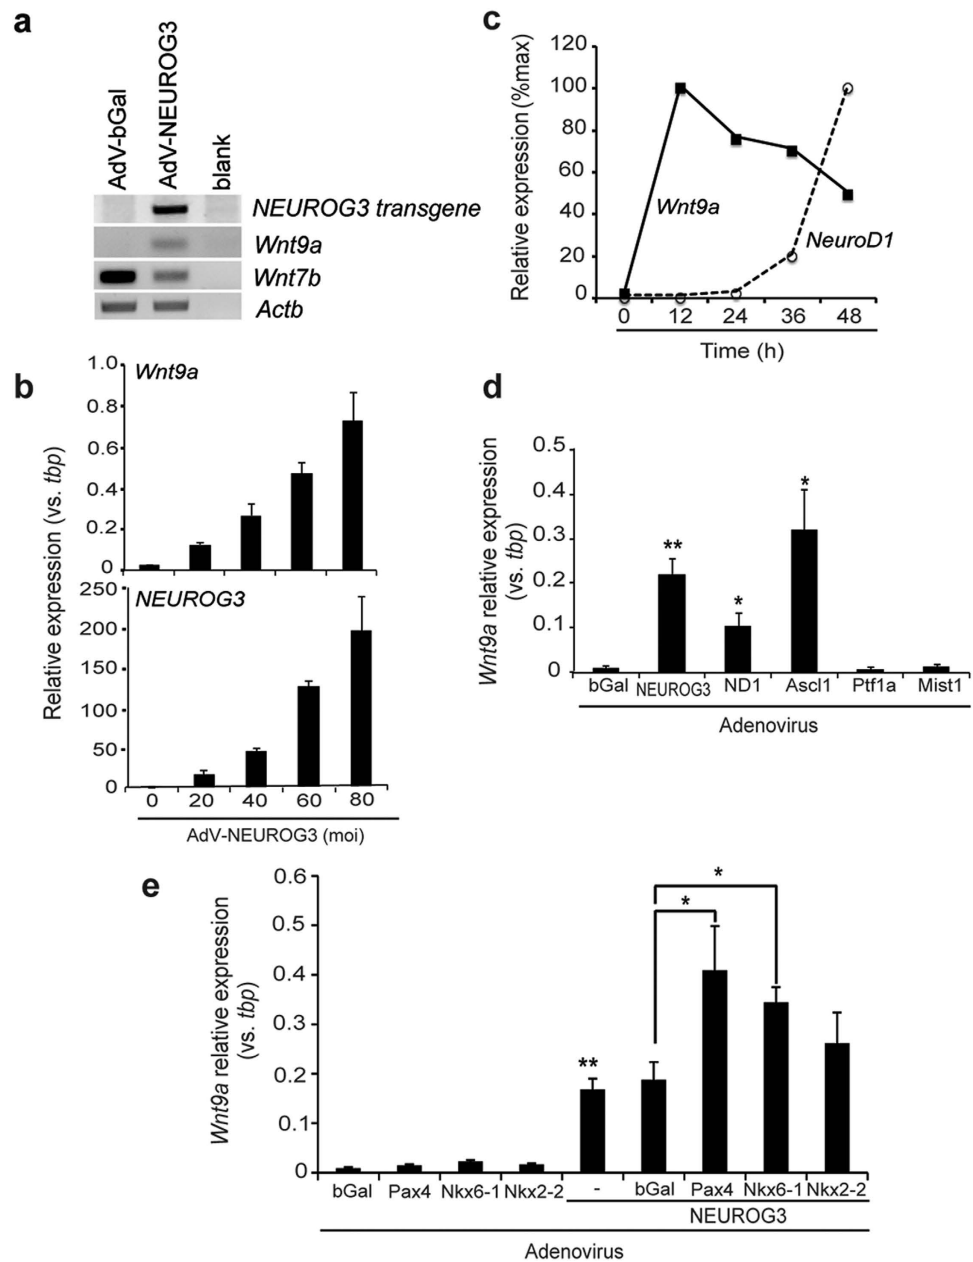 a
AdV-bGal
AdV-NEUROG3
blank
NEUROG3 transgene
Wnt9a
Wnt7b
Actb
b
Relative expression (vs. tbp)
Wnt9a
1.0
0.8
0.6
0.4
0.2
0
NEUROG3
250
200
150
100
50
0
0 20 40 60 80
AdV-NEUROG3 (moi)
c
Relative expression (%max)
120
100
80
60
40
20
0
Wnt9a
NeuroD1
0 12 24 36 48
Time (h)
d
Wnt9a relative expression
(vs. tbp)
0.5
0.4
0.3
0.2
0.1
0
** * *
bGal NEUROG3 ND1 Ascl1 Ptf1a Mist1
Adenovirus
e
Wnt9a relative expression
(vs. tbp)
0.6
0.5
0.4
0.3
0.2
0.1
0
*
*
**
bGal Pax4 Nkx6-1 Nkx2-2 - bGal Pax4 Nkx6-1 Nkx2-2
NEUROG3
Adenovirus